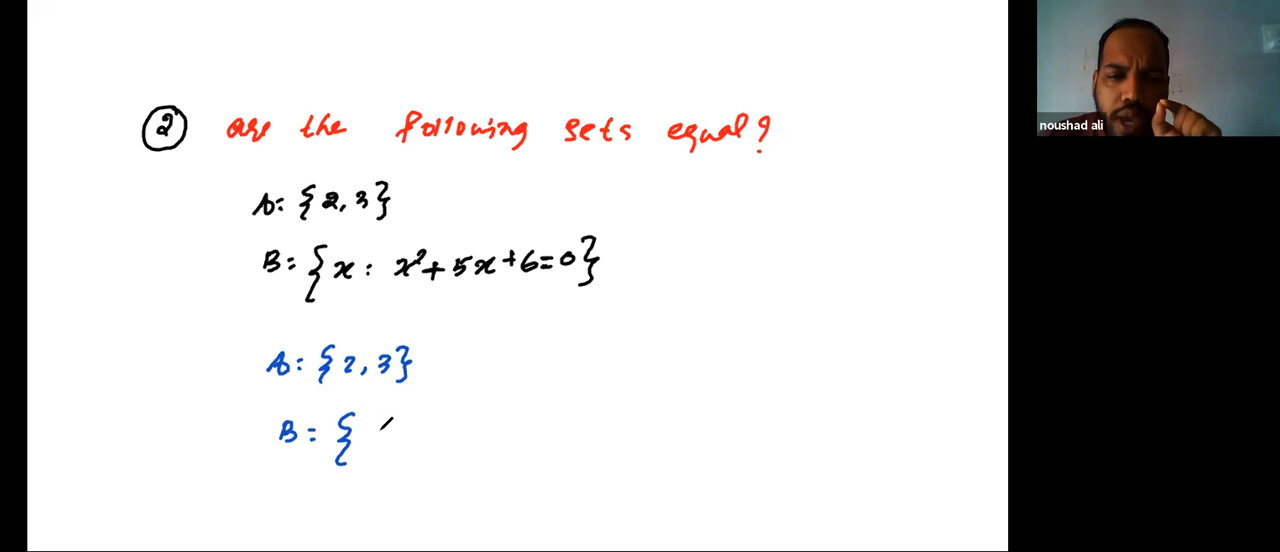 ② are the following sets equal?
noushad ali
A = {2, 3}
B = {x : x² + 5x + 6 = 0}
A = {2, 3}
B = {